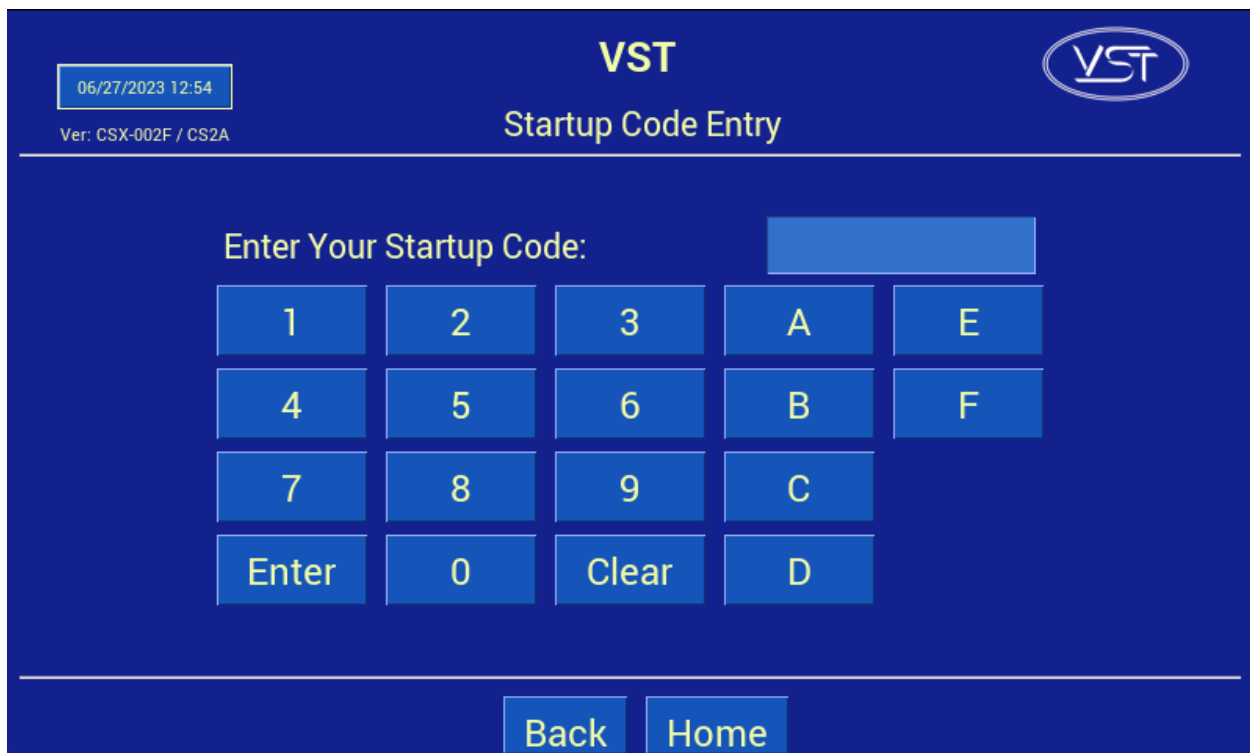 VST
VST
06/27/2023 12:54
Ver: CSX-002F / CS2A
Startup Code Entry
Enter Your Startup Code:
1 2 3 A E
4 5 6 B F
7 8 9 C
Enter 0 Clear D
Back Home